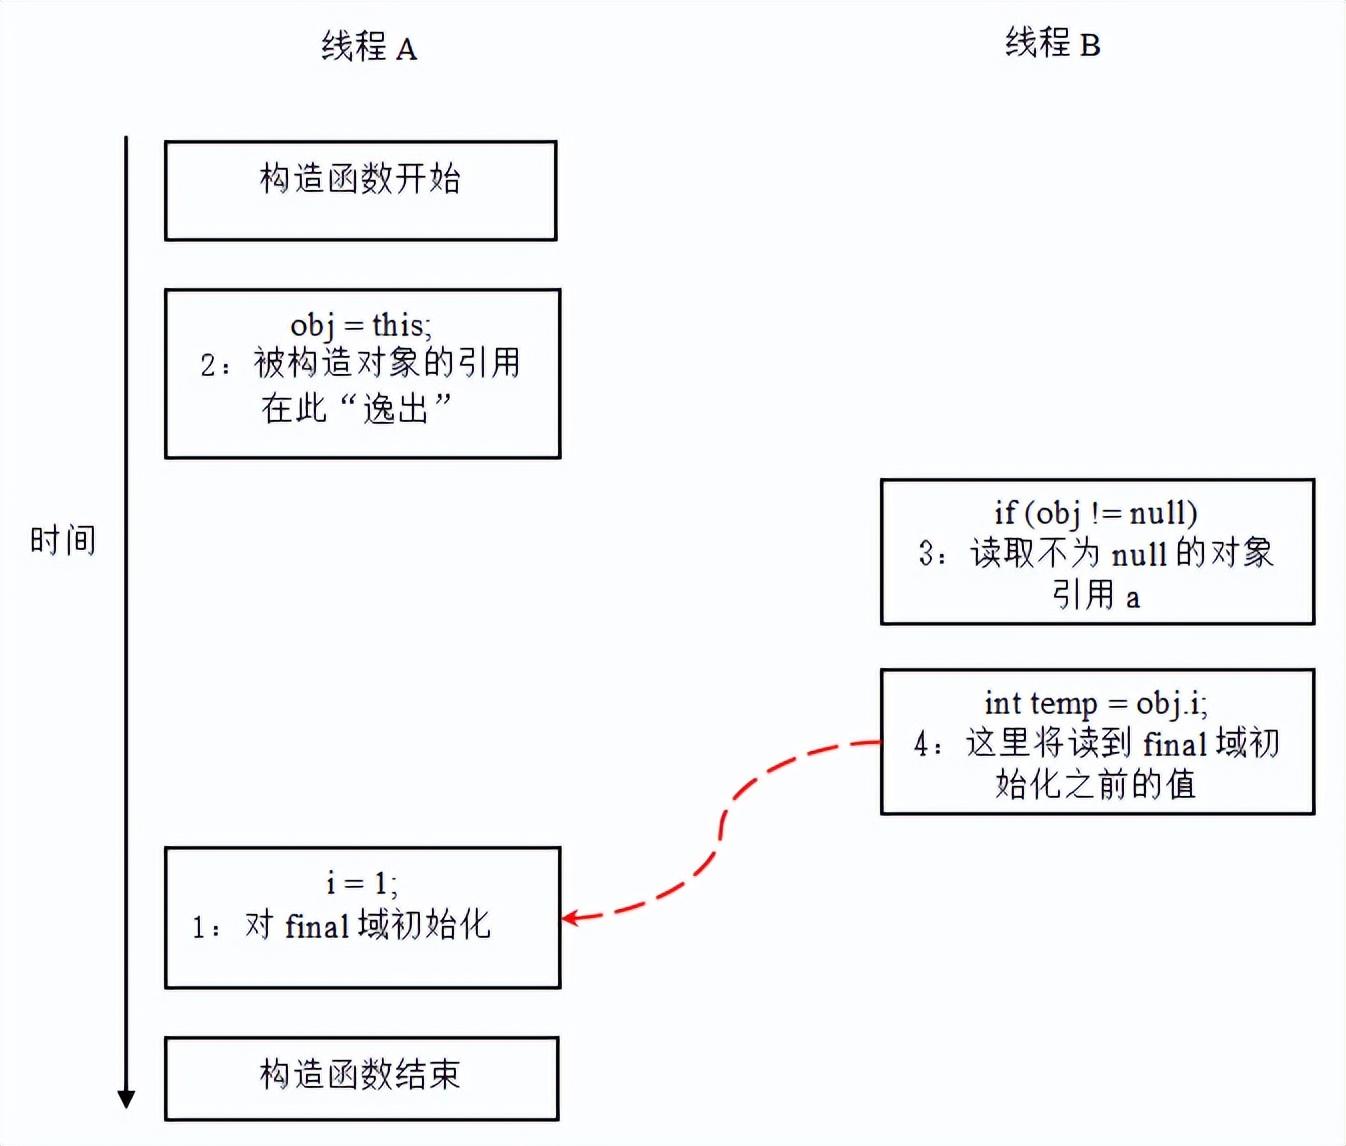 线程 A
线程 B
构造函数开始
obj = this;
2：被构造对象的引用
在此“逸出”
时间
if (obj != null)
3：读取不为 null 的对象
引用 a
int temp = obj.i;
4：这里将读到 final 域初
始化之前的值
i = 1;
1：对 final 域初始化
构造函数结束